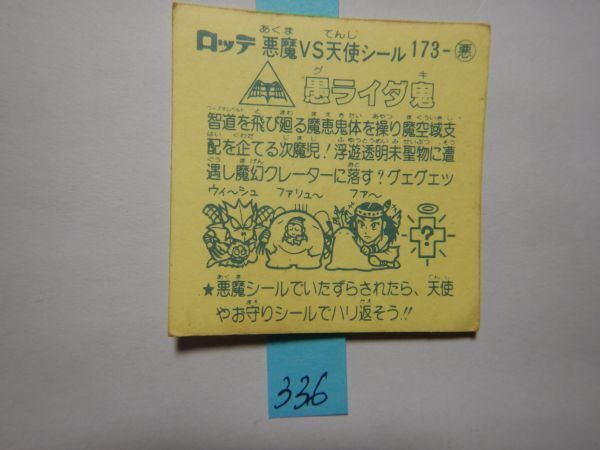 ロッテ 悪魔VS天使シール 173-悪
愚ライダ鬼
智道を飛び廻る魔恵鬼体を操り魔空域支
配を企てる次魔児!浮遊透明未聖物に遭
遇し魔幻クレーターに落す?グェグェッ
ウィ〜シュ ファリュ〜 ファ〜
?
★悪魔シールでいたずらされたら、天使
やお守りシールでハリ返そう!!
336